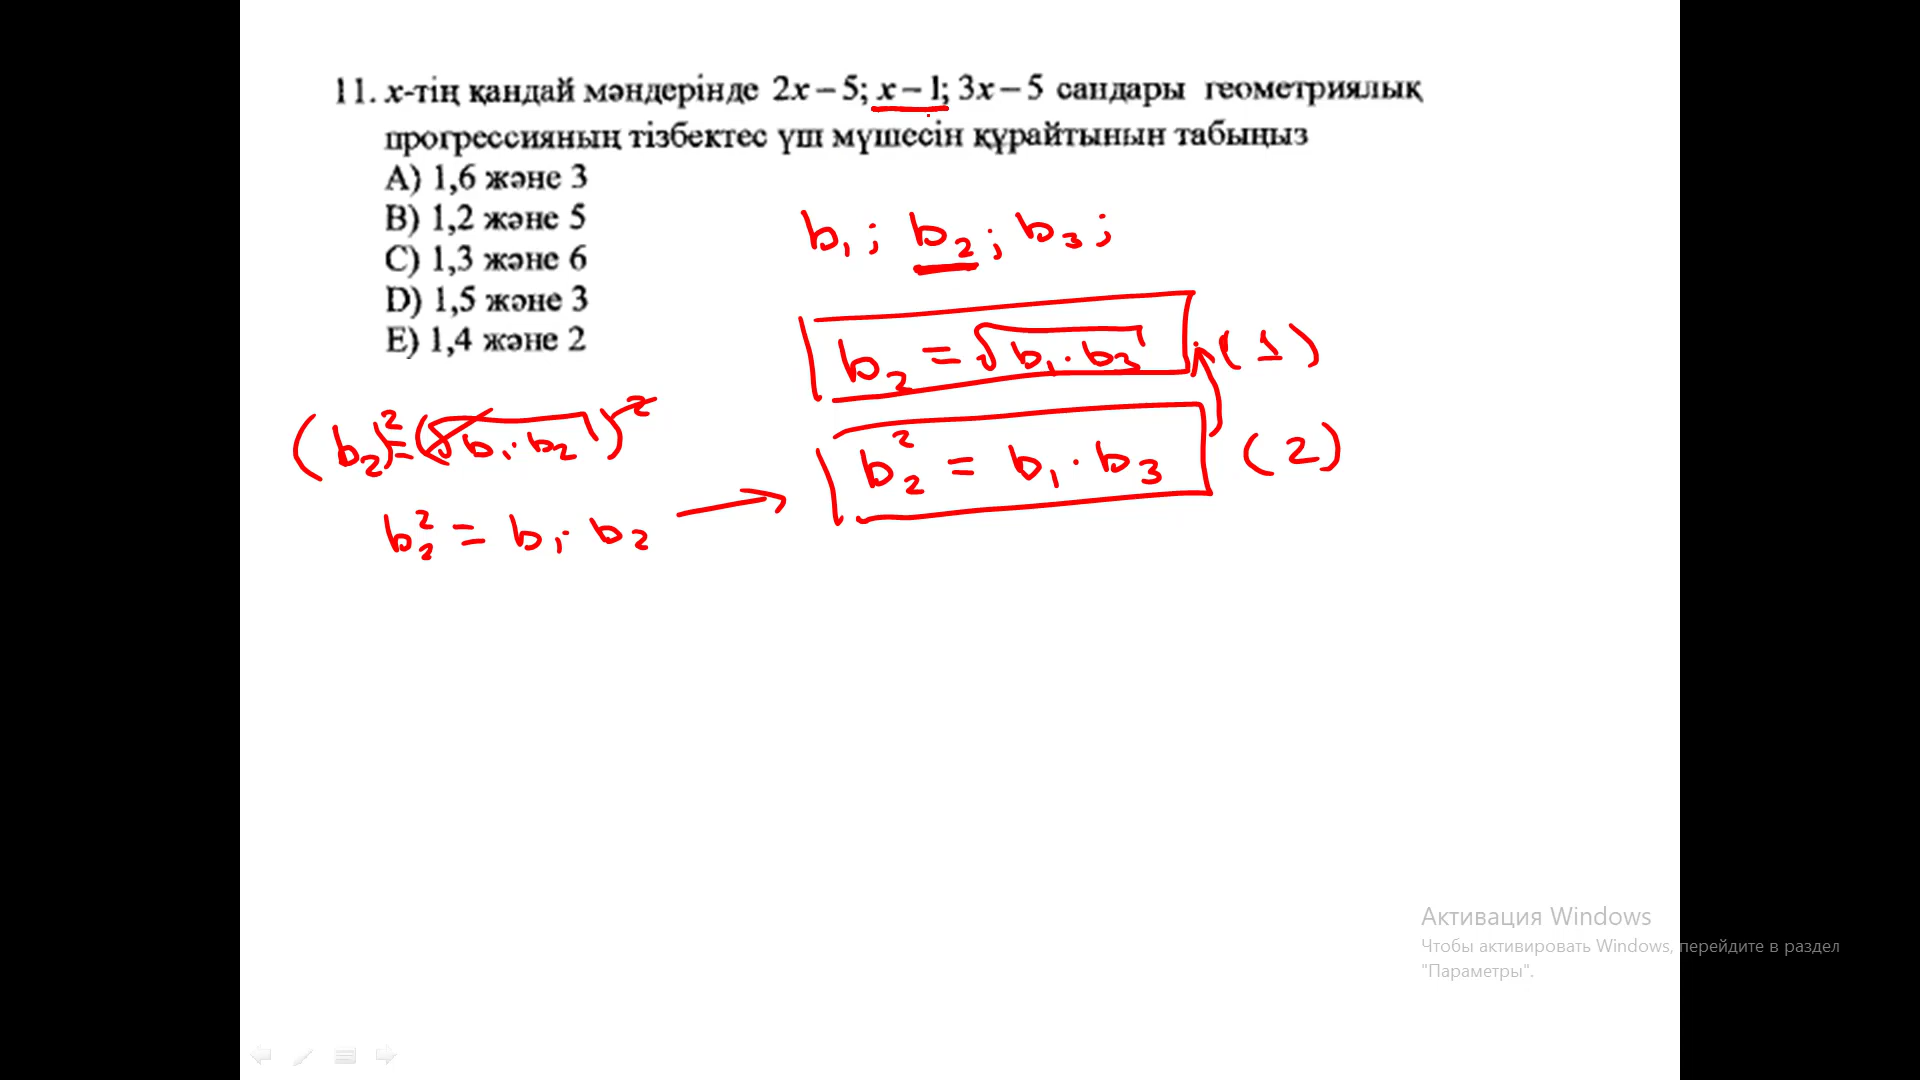 11. x-тің қандай мәндерінде 2x – 5; x – 1; 3x – 5 сандары геометриялық
прогрессияның тізбектес үш мүшесін құрайтынын табыңыз
A) 1,6 және 3
B) 1,2 және 5
C) 1,3 және 6
D) 1,5 және 3
E) 1,4 және 2
b₁; b₂; b₃;
b₂ = √b₁·b₃ (1)
(b₂)² = (√b₁·b₂)²
b₂² = b₁·b₃ (2)
b₂² = b₁·b₂ →
Активация Windows
Чтобы активировать Windows, перейдите в раздел
"Параметры".